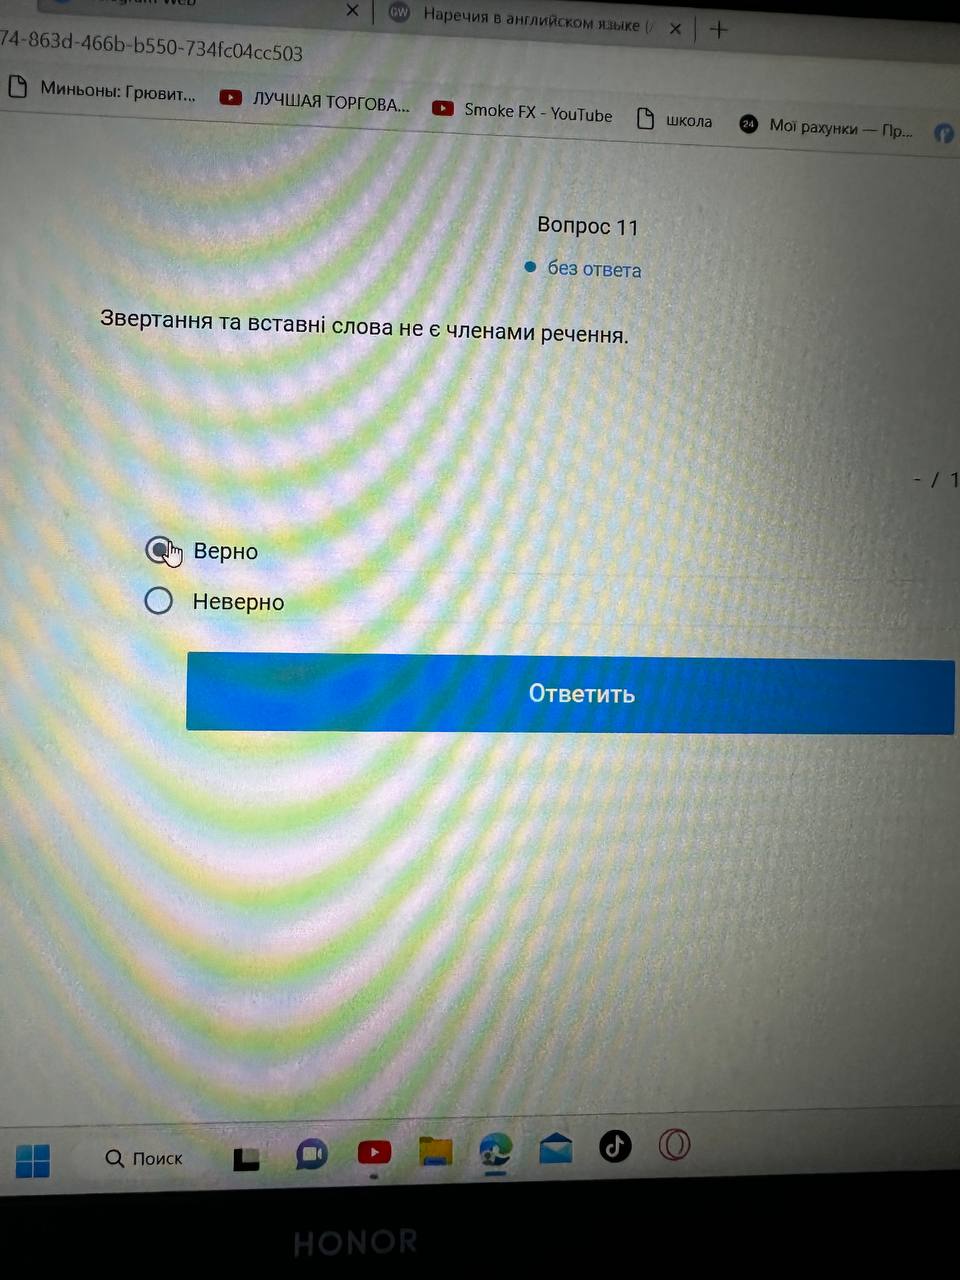 Web
Наречия в английском языке (
74-863d-466b-b550-734fc04cc503
Миньоны: Грювит... ЛУЧШАЯ ТОРГОВА... Smoke FX - YouTube школа 24 Мої рахунки — Пр...
Вопрос 11
без ответа
Звертання та вставні слова не є членами речення.
- / 1
Верно
Неверно
Ответить
Поиск
HONOR